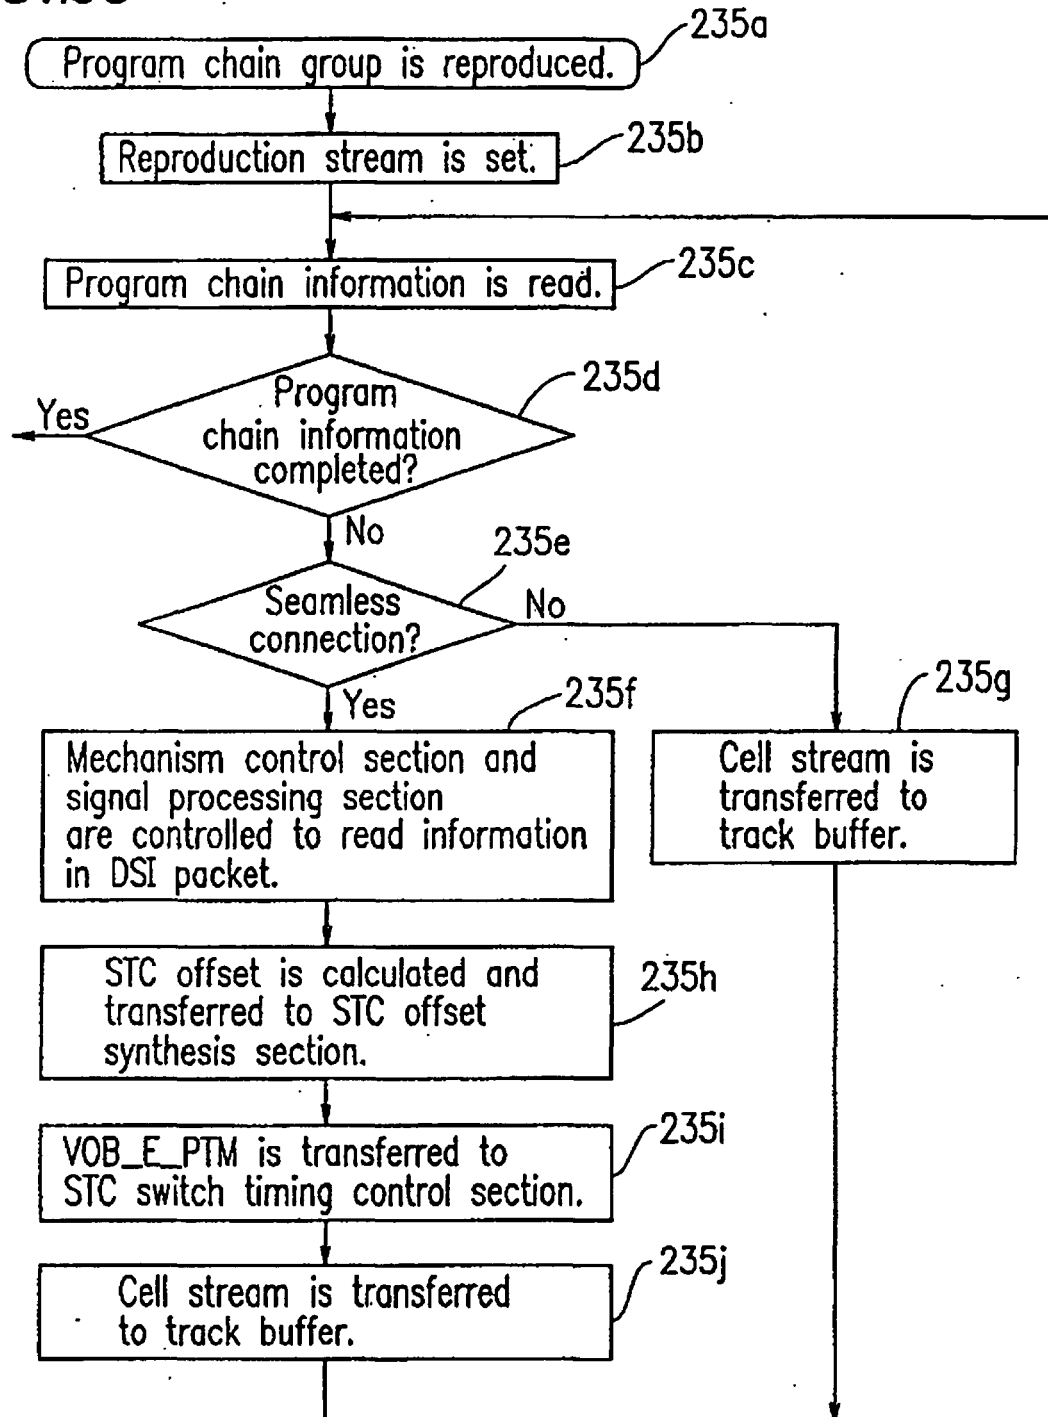 235a
Program chain group is reproduced.
235b
Reproduction stream is set.
235c
Program chain information is read.
235d
Program
chain information
completed?
Yes
No
235e
Seamless
connection?
No
Yes
235f
Mechanism control section and
signal processing section
are controlled to read information
in DSI packet.
235g
Cell stream is
transferred to
track buffer.
235h
STC offset is calculated and
transferred to STC offset
synthesis section.
235i
VOB_E_PTM is transferred to
STC switch timing control section.
235j
Cell stream is transferred
to track buffer.